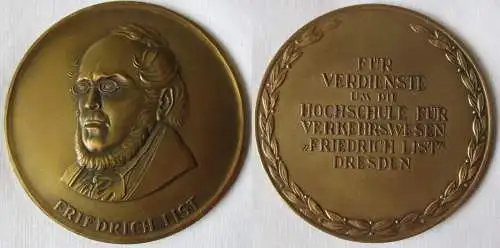 FRIEDRICH LIST
FÜR
VERDIENSTE
UM DIE
HOCHSCHULE FÜR
VERKEHRSWESEN
„FRIEDRICH LIST"
DRESDEN